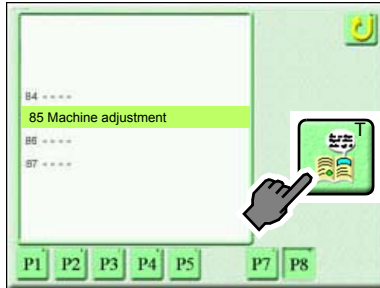 84 ----
85 Machine adjustment
86 ----
87 ----
T
P1 P2 P3 P4 P5 P7 P8